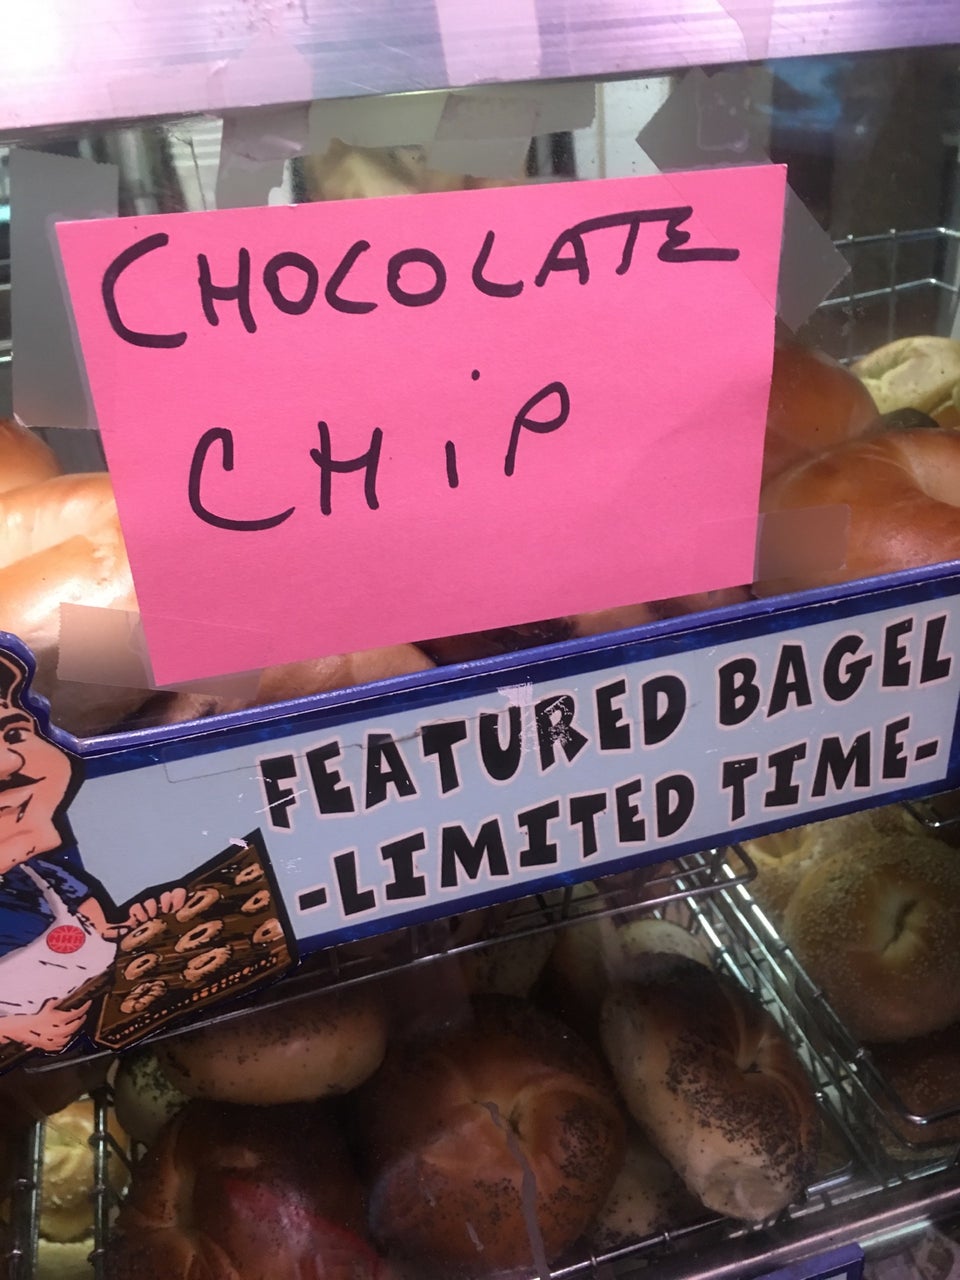 CHOCOLATE
CHiP
FEATURED BAGEL
-LIMITED TIME-